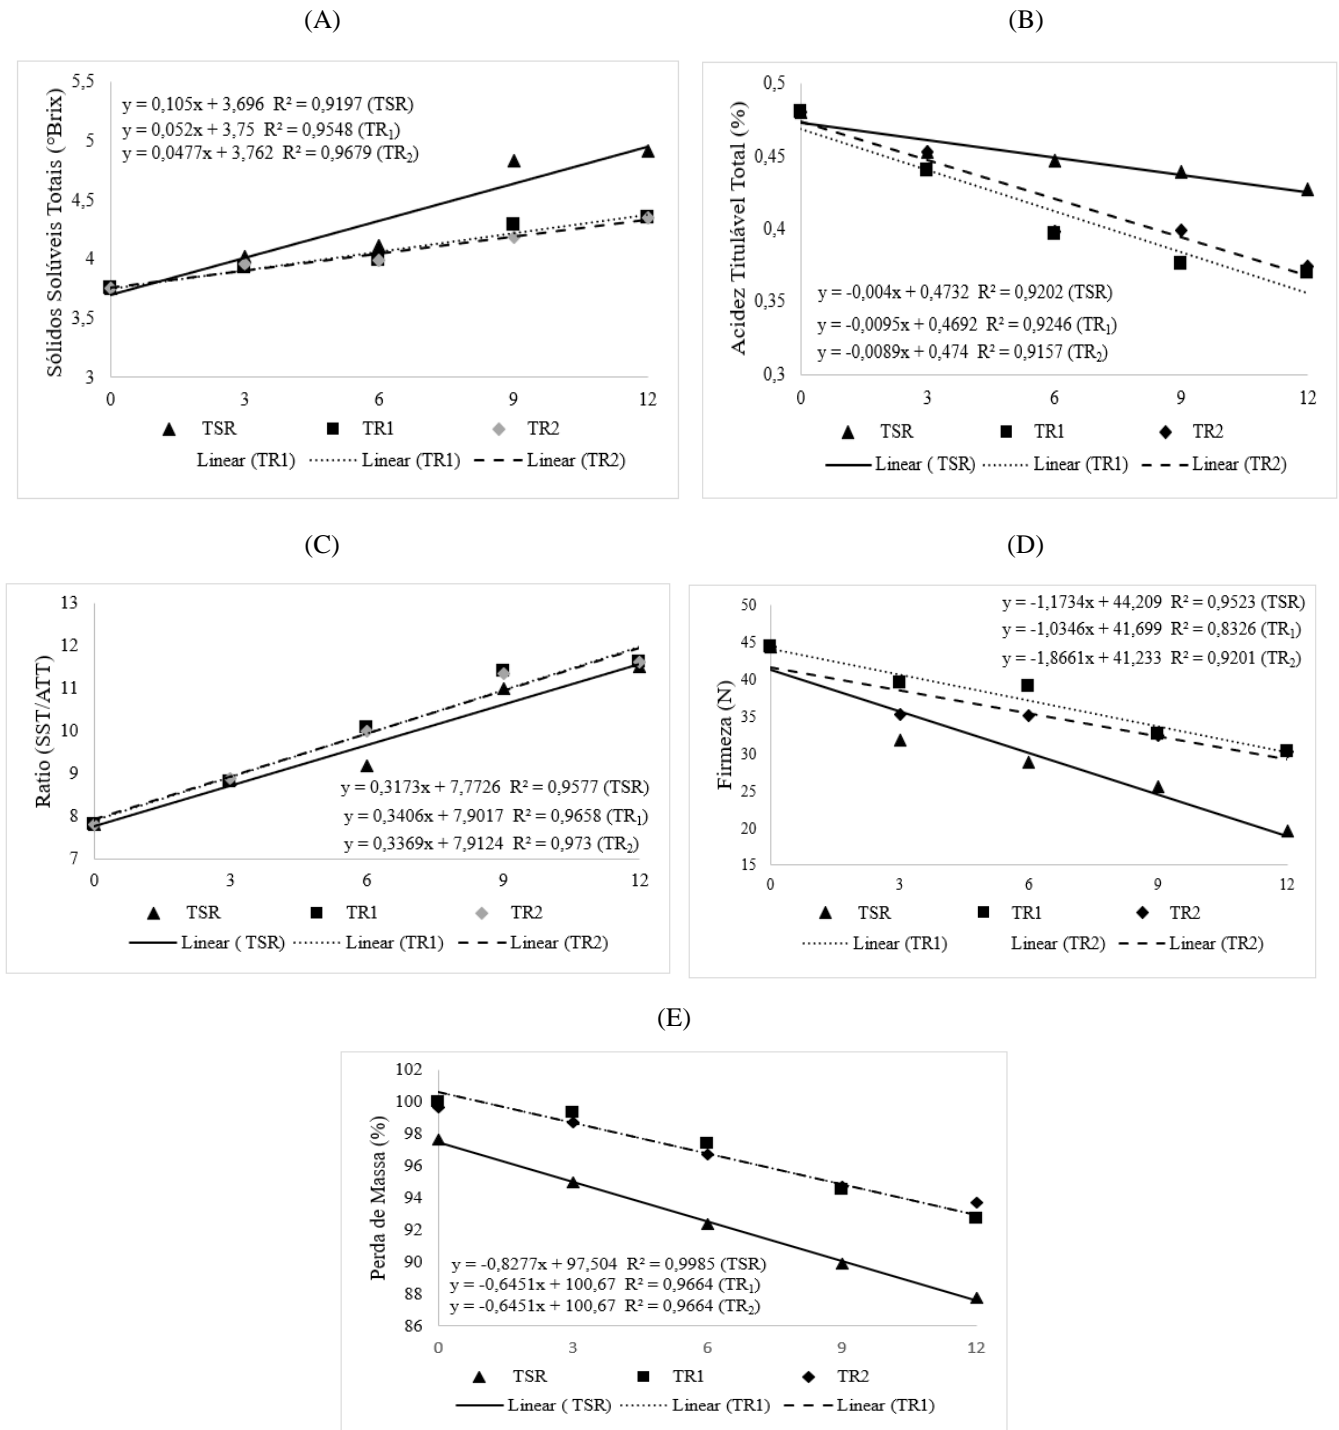 (A)
Sólidos Solúveis Totais (°Brix)
5,5
5
4,5
4
3,5
3
y = 0,105x + 3,696 R² = 0,9197 (TSR)
y = 0,052x + 3,75 R² = 0,9548 (TR₁)
y = 0,0477x + 3,762 R² = 0,9679 (TR₂)
0 3 6 9 12
TSR TR1 TR2
Linear (TR1) Linear (TR1) Linear (TR2)
(B)
Acidez Titulável Total (%)
0,5
0,45
0,4
0,35
0,3
y = -0,004x + 0,4732 R² = 0,9202 (TSR)
y = -0,0095x + 0,4692 R² = 0,9246 (TR₁)
y = -0,0089x + 0,474 R² = 0,9157 (TR₂)
0 3 6 9 12
TSR TR1 TR2
Linear ( TSR) Linear (TR1) Linear (TR2)
(C)
Ratio (SST/ATT)
13
12
11
10
9
8
7
y = 0,3173x + 7,7726 R² = 0,9577 (TSR)
y = 0,3406x + 7,9017 R² = 0,9658 (TR₁)
y = 0,3369x + 7,9124 R² = 0,973 (TR₂)
0 3 6 9 12
TSR TR1 TR2
Linear ( TSR) Linear (TR1) Linear (TR2)
(D)
Firmeza (N)
50
45
40
35
30
25
20
15
y = -1,1734x + 44,209 R² = 0,9523 (TSR)
y = -1,0346x + 41,699 R² = 0,8326 (TR₁)
y = -1,8661x + 41,233 R² = 0,9201 (TR₂)
0 3 6 9 12
TSR TR1 TR2
Linear (TR1) Linear (TR2) Linear (TR2)
(E)
Perda de Massa (%)
102
100
98
96
94
92
90
88
86
y = -0,8277x + 97,504 R² = 0,9985 (TSR)
y = -0,6451x + 100,67 R² = 0,9664 (TR₁)
y = -0,6451x + 100,67 R² = 0,9664 (TR₂)
0 3 6 9 12
TSR TR1 TR2
Linear ( TSR) Linear (TR1) Linear (TR1)